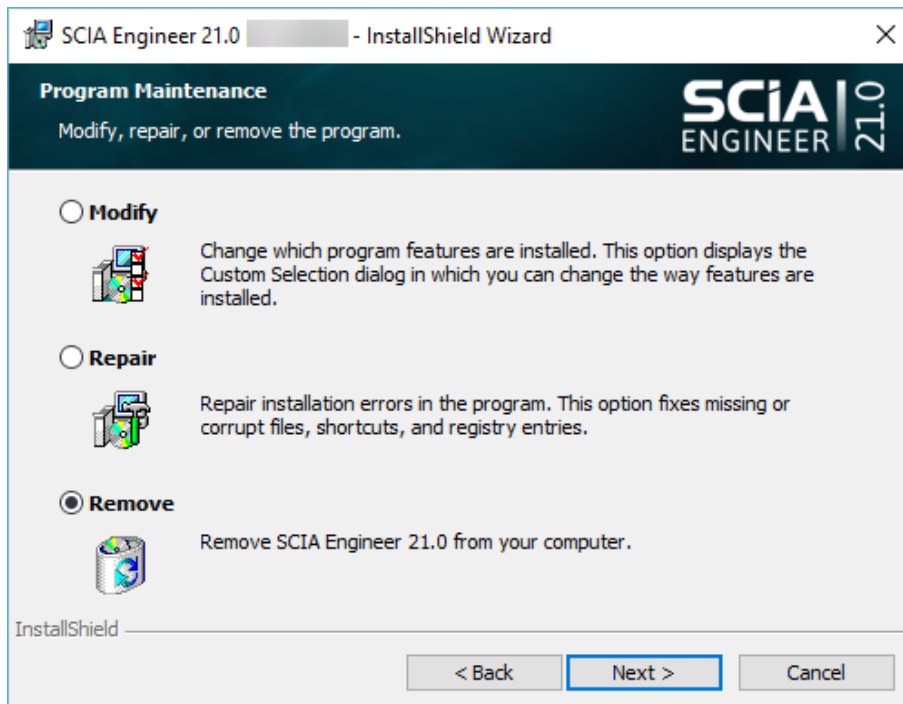 SCIA Engineer 21.0 - InstallShield Wizard
Program Maintenance
Modify, repair, or remove the program.
SCiA
ENGINEER
21.0
Modify
Change which program features are installed. This option displays the
Custom Selection dialog in which you can change the way features are
installed.
Repair
Repair installation errors in the program. This option fixes missing or
corrupt files, shortcuts, and registry entries.
Remove
Remove SCIA Engineer 21.0 from your computer.
InstallShield
< Back
Next >
Cancel